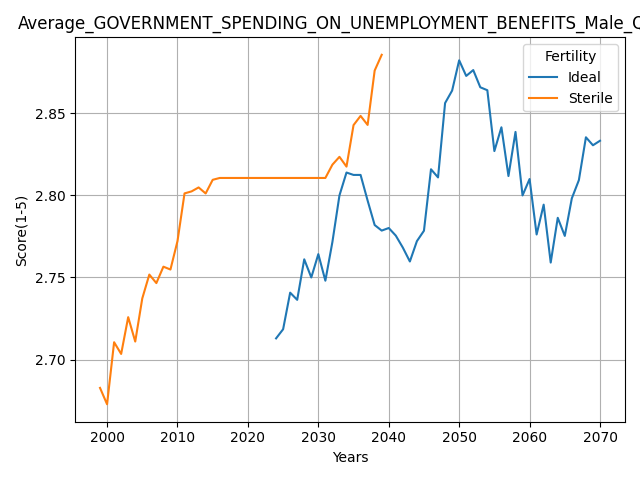 Average_GOVERNMENT_SPENDING_ON_UNEMPLOYMENT_BENEFITS_Male_
Fertility
Ideal
Sterile
Score(1-5)
2.85
2.80
2.75
2.70
2000 2010 2020 2030 2040 2050 2060 2070
Years